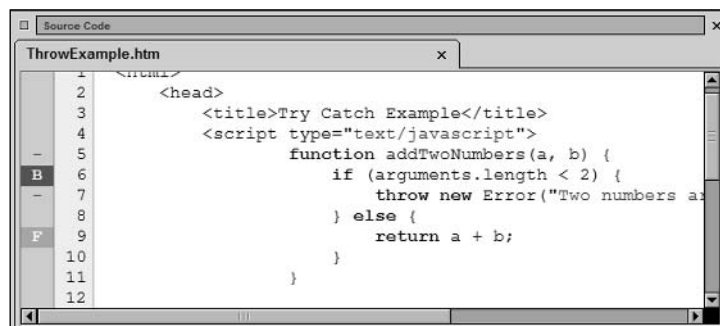 Source Code
ThrowExample.htm
1 <html>
2 <head>
3 <title>Try Catch Example</title>
4 <script type="text/javascript">
- 5 function addTwoNumbers(a, b) {
B 6 if (arguments.length < 2) {
- 7 throw new Error("Two numbers
8 } else {
F 9 return a + b;
10 }
11 }
12